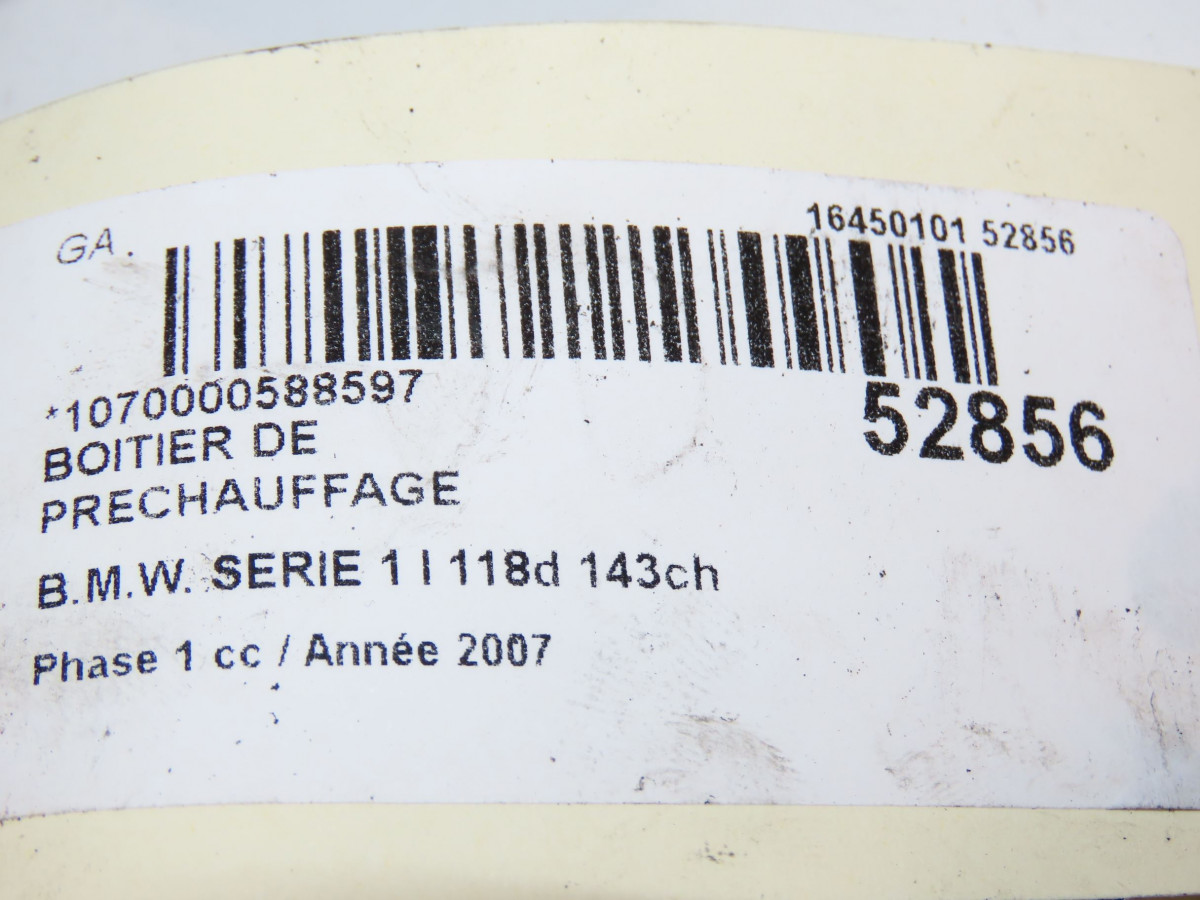 GA.
16450101 52856
*1070000588597
52856
BOITIER DE
PRECHAUFFAGE
B.M.W. SERIE 1 I 118d 143ch
Phase 1 cc / Année 2007